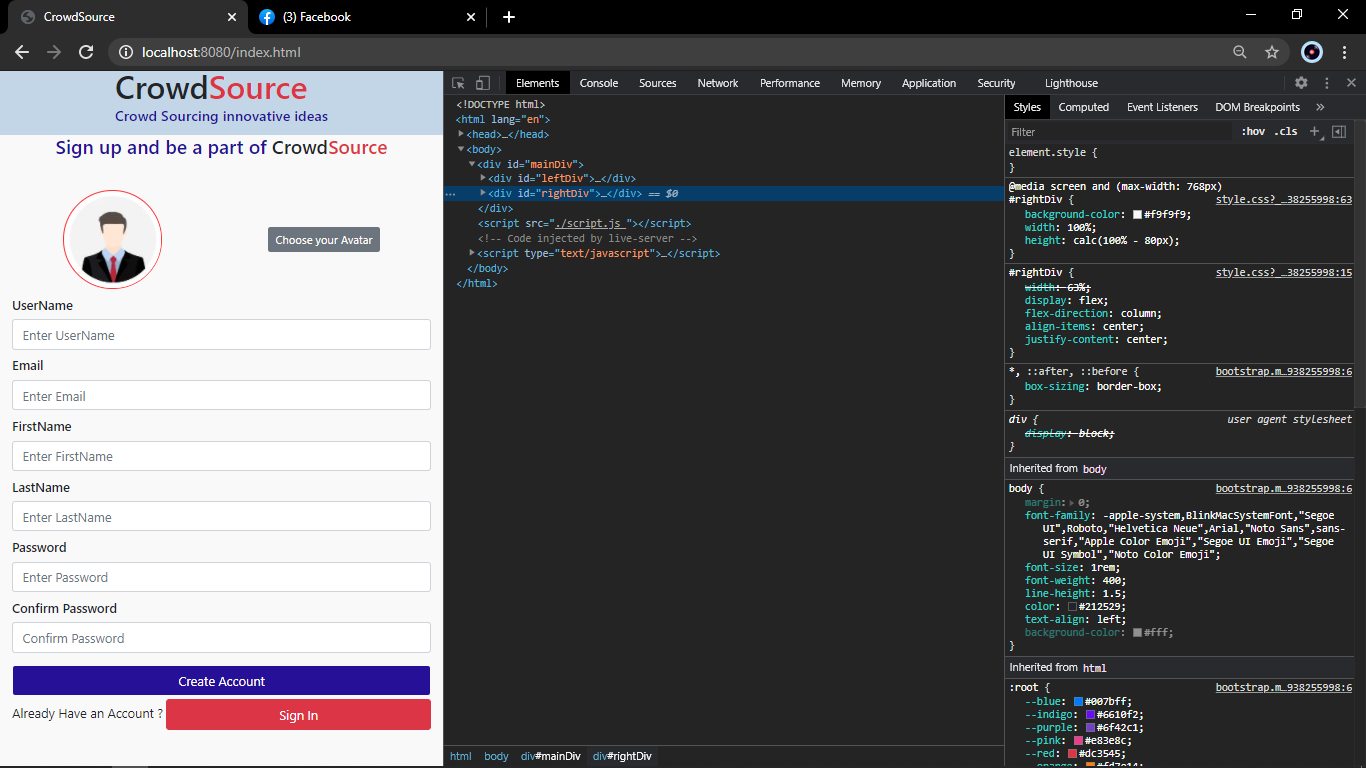 CrowdSource
(3) Facebook
localhost:8080/index.html
CrowdSource
Crowd Sourcing innovative ideas
Sign up and be a part of CrowdSource
Choose your Avatar
UserName
Enter UserName
Email
Enter Email
FirstName
Enter FirstName
LastName
Enter LastName
Password
Enter Password
Confirm Password
Confirm Password
Create Account
Already Have an Account ? Sign In
Elements Console Sources Network Performance Memory Application Security Lighthouse
<!DOCTYPE html>
<html lang="en">
<head>…</head>
<body>
<div id="mainDiv">
<div id="leftDiv">…</div>
<div id="rightDiv">…</div> == $0
</div>
<script src="./script.js "></script>
<!-- Code injected by live-server -->
<script type="text/javascript">…</script>
</body>
</html>
html body div#mainDiv div#rightDiv
Styles Computed Event Listeners DOM Breakpoints »
Filter :hov .cls +
element.style {
}
@media screen and (max-width: 768px)
#rightDiv { style.css?_…38255998:63
background-color: #f9f9f9;
width: 100%;
height: calc(100% - 80px);
}
#rightDiv { style.css?_…38255998:15
width: 63%;
display: flex;
flex-direction: column;
align-items: center;
justify-content: center;
}
*, ::after, ::before { bootstrap.m…938255998:6
box-sizing: border-box;
}
div { user agent stylesheet
display: block;
}
Inherited from body
body { bootstrap.m…938255998:6
margin: 0;
font-family: -apple-system,BlinkMacSystemFont,"Segoe
UI",Roboto,"Helvetica Neue",Arial,"Noto Sans",sans-
serif,"Apple Color Emoji","Segoe UI Emoji","Segoe
UI Symbol","Noto Color Emoji";
font-size: 1rem;
font-weight: 400;
line-height: 1.5;
color: #212529;
text-align: left;
background-color: #fff;
}
Inherited from html
:root { bootstrap.m…938255998:6
--blue: #007bff;
--indigo: #6610f2;
--purple: #6f42c1;
--pink: #e83e8c;
--red: #dc3545;
--orange: #fd7e14;